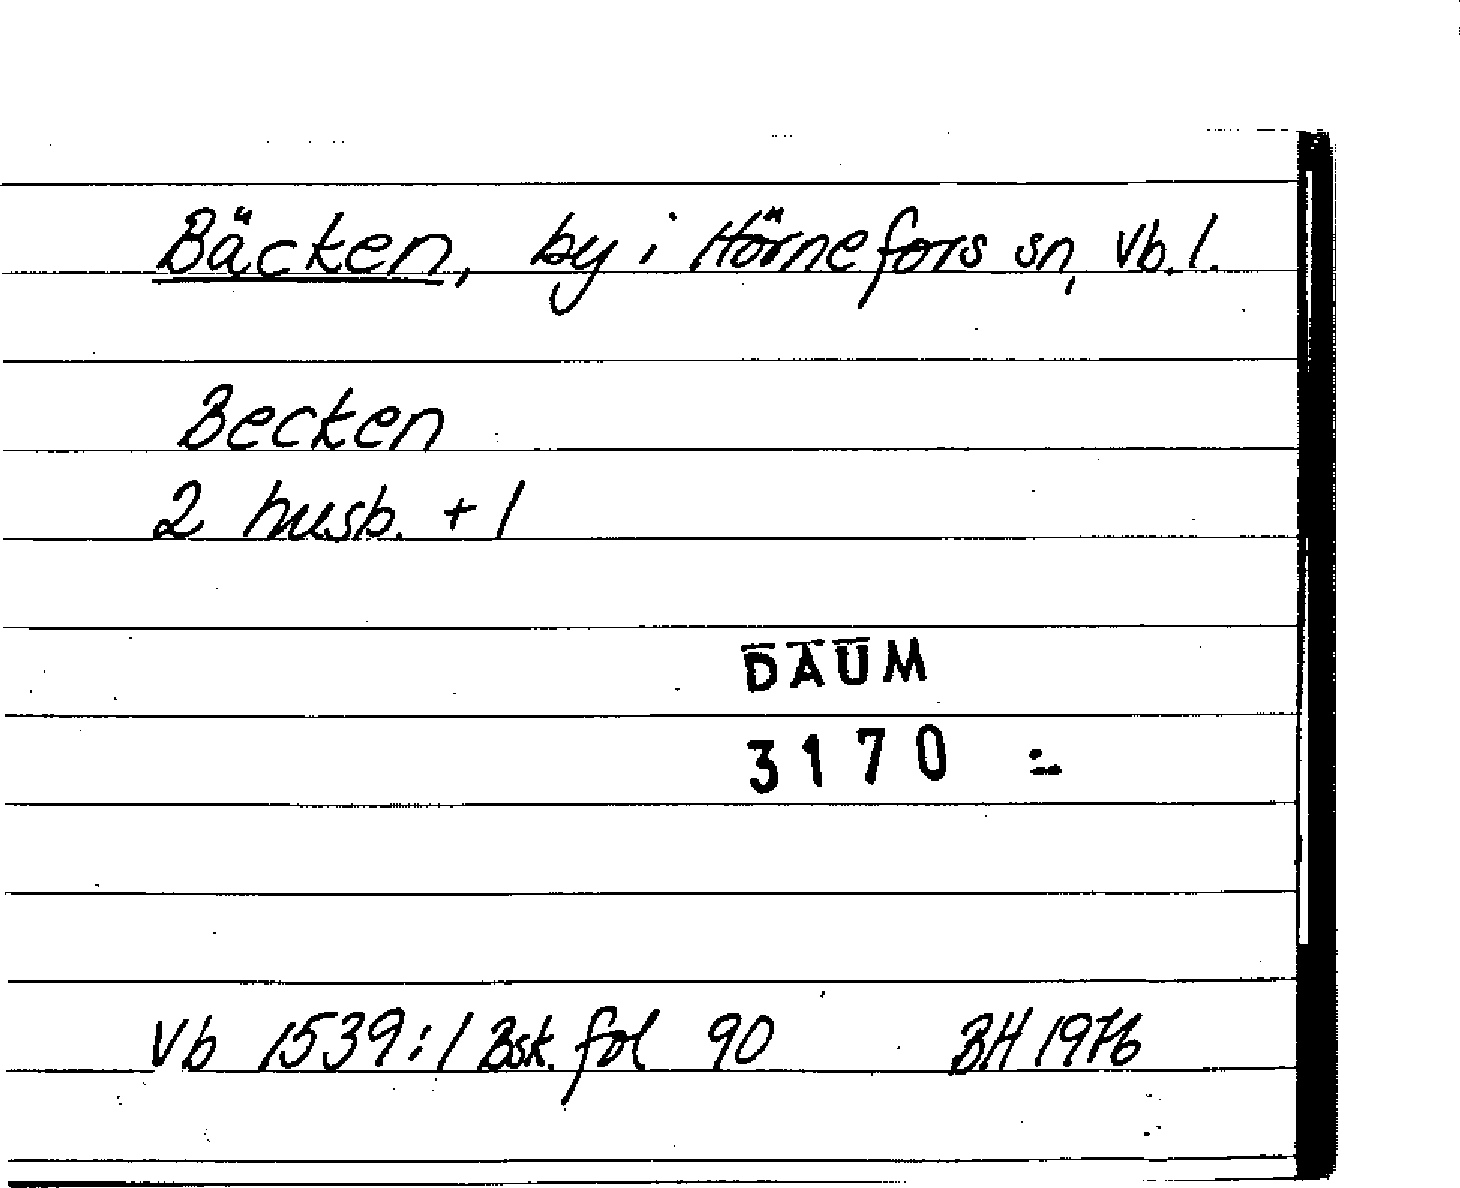 Bäcken, by i Hörnefors sn, Vb. l.
Becken
2 husb. + 1
DAUM
3170
Vb 1539:1 Bsk. fol 90 BH 1976